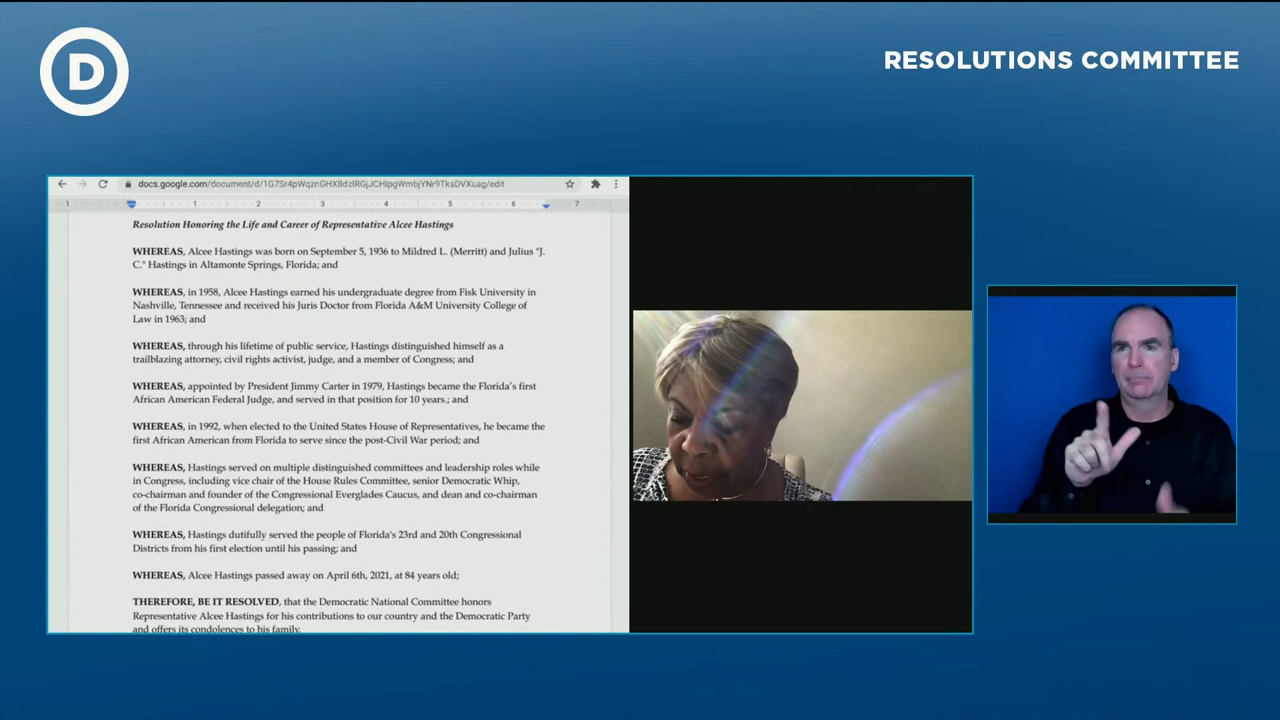 D
RESOLUTIONS COMMITTEE
docs.google.com/document/d/1G7Sr4pWqznGHX8dzIRGjJCHIpgWmbjYNr9TksDVXuag/edit
1 1 2 3 4 5 6 7
Resolution Honoring the Life and Career of Representative Alcee Hastings
WHEREAS, Alcee Hastings was born on September 5, 1936 to Mildred L. (Merritt) and Julius "J.
C." Hastings in Altamonte Springs, Florida; and
WHEREAS, in 1958, Alcee Hastings earned his undergraduate degree from Fisk University in
Nashville, Tennessee and received his Juris Doctor from Florida A&M University College of
Law in 1963; and
WHEREAS, through his lifetime of public service, Hastings distinguished himself as a
trailblazing attorney, civil rights activist, judge, and a member of Congress; and
WHEREAS, appointed by President Jimmy Carter in 1979, Hastings became the Florida's first
African American Federal Judge, and served in that position for 10 years.; and
WHEREAS, in 1992, when elected to the United States House of Representatives, he became the
first African American from Florida to serve since the post-Civil War period; and
WHEREAS, Hastings served on multiple distinguished committees and leadership roles while
in Congress, including vice chair of the House Rules Committee, senior Democratic Whip,
co-chairman and founder of the Congressional Everglades Caucus, and dean and co-chairman
of the Florida Congressional delegation; and
WHEREAS, Hastings dutifully served the people of Florida's 23rd and 20th Congressional
Districts from his first election until his passing; and
WHEREAS, Alcee Hastings passed away on April 6th, 2021, at 84 years old;
THEREFORE, BE IT RESOLVED, that the Democratic National Committee honors
Representative Alcee Hastings for his contributions to our country and the Democratic Party
and offers its condolences to his family.